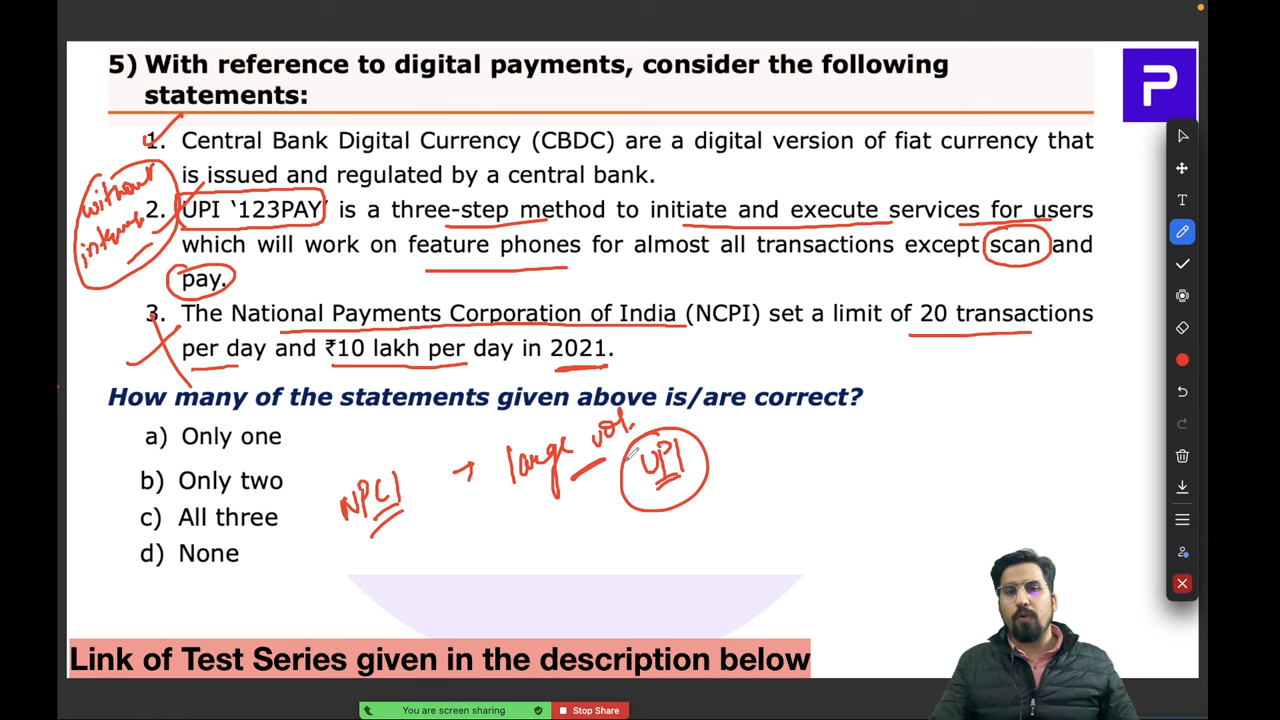 5) With reference to digital payments, consider the following
statements:
1. Central Bank Digital Currency (CBDC) are a digital version of fiat currency that
is issued and regulated by a central bank.
without
2. UPI ‘123PAY’ is a three-step method to initiate and execute services for users
which will work on feature phones for almost all transactions except scan and
pay.
3. The National Payments Corporation of India (NCPI) set a limit of 20 transactions
per day and ₹10 lakh per day in 2021.
How many of the statements given above is/are correct?
a) Only one
b) Only two
c) All three
d) None
NPCI → large vol. UPI
Link of Test Series given in the description below
You are screen sharing
Stop Share
P
T